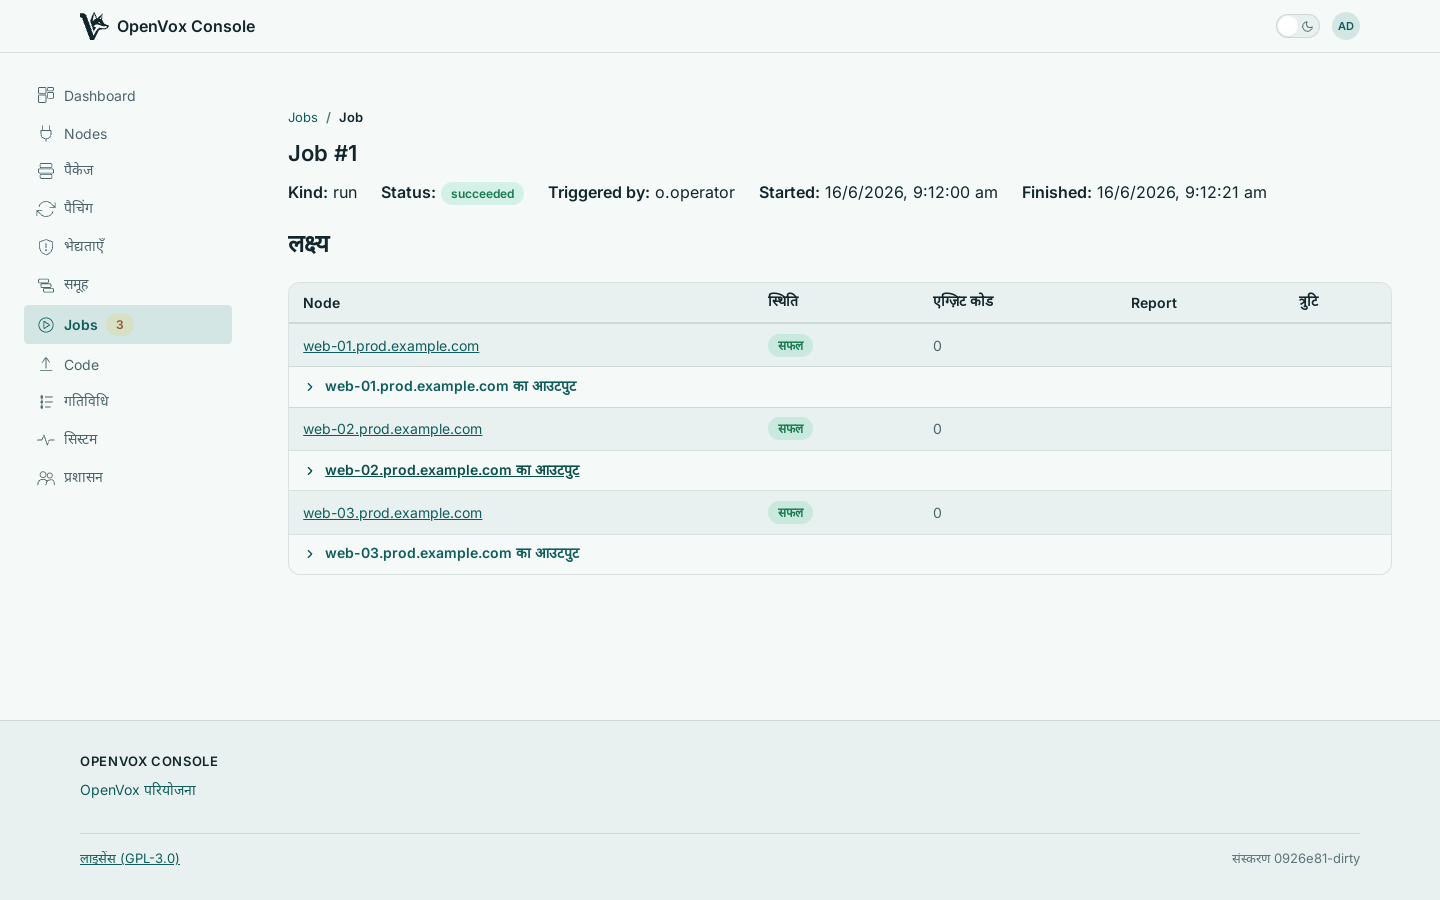 OpenVox Console
AD
Dashboard
Nodes
पैकेज
पैचिंग
भेद्यताएँ
समूह
Jobs 3
Code
गतिविधि
सिस्टम
प्रशासन
Jobs / Job
Job #1
Kind: run Status: succeeded Triggered by: o.operator Started: 16/6/2026, 9:12:00 am Finished: 16/6/2026, 9:12:21 am
लक्ष्य
Node स्थिति एग्ज़िट कोड Report त्रुटि
web-01.prod.example.com सफल 0
web-01.prod.example.com का आउटपुट
web-02.prod.example.com सफल 0
web-02.prod.example.com का आउटपुट
web-03.prod.example.com सफल 0
web-03.prod.example.com का आउटपुट
OPENVOX CONSOLE
OpenVox परियोजना
लाइसेंस (GPL-3.0)
संस्करण 0926e81-dirty